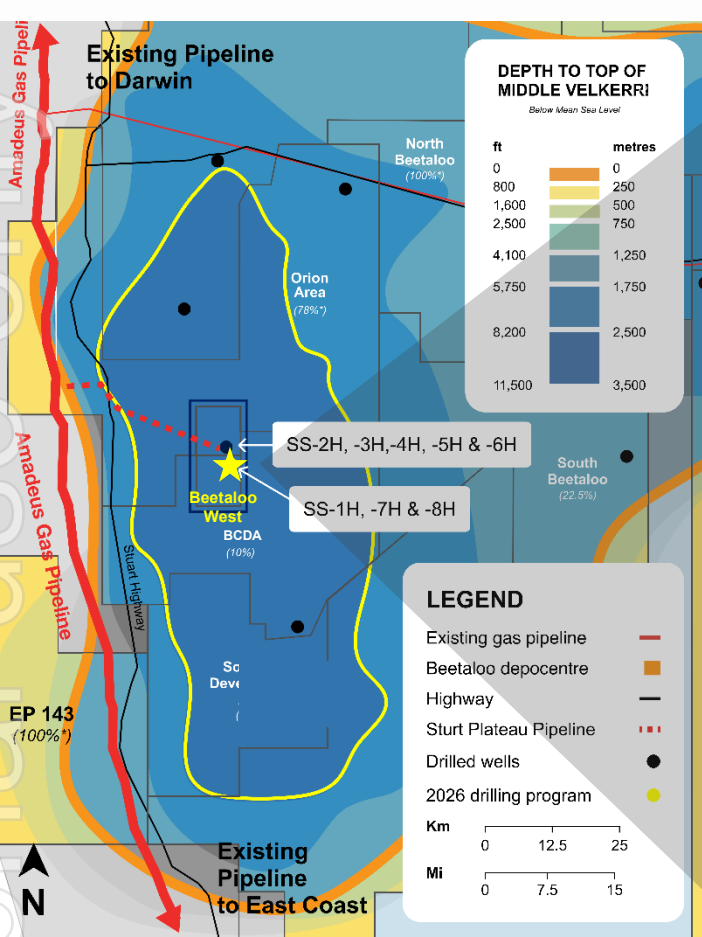 Existing Pipeline
to Darwin
Amadeus Gas Pipeli
DEPTH TO TOP OF
MIDDLE VELKERRI
Below Mean Sea Level
ft metres
0 0
800 250
1,600 500
2,500 750
4,100 1,250
5,750 1,750
8,200 2,500
11,500 3,500
North
Beetaloo
(100%*)
Orion
Area
(78%*)
SS-2H, -3H,-4H, -5H & -6H
South
Beetaloo
(22.5%)
Beetaloo
West
SS-1H, -7H & -8H
BCDA
(10%)
Amadeus Gas Pipeline
Stuart Highway
So
Deve
(
EP 143
(100%*)
LEGEND
Existing gas pipeline
Beetaloo depocentre
Highway
Sturt Plateau Pipeline
Drilled wells
2026 drilling program
Km
0 12.5 25
Mi
0 7.5 15
N
Existing
Pipeline
to East Coast